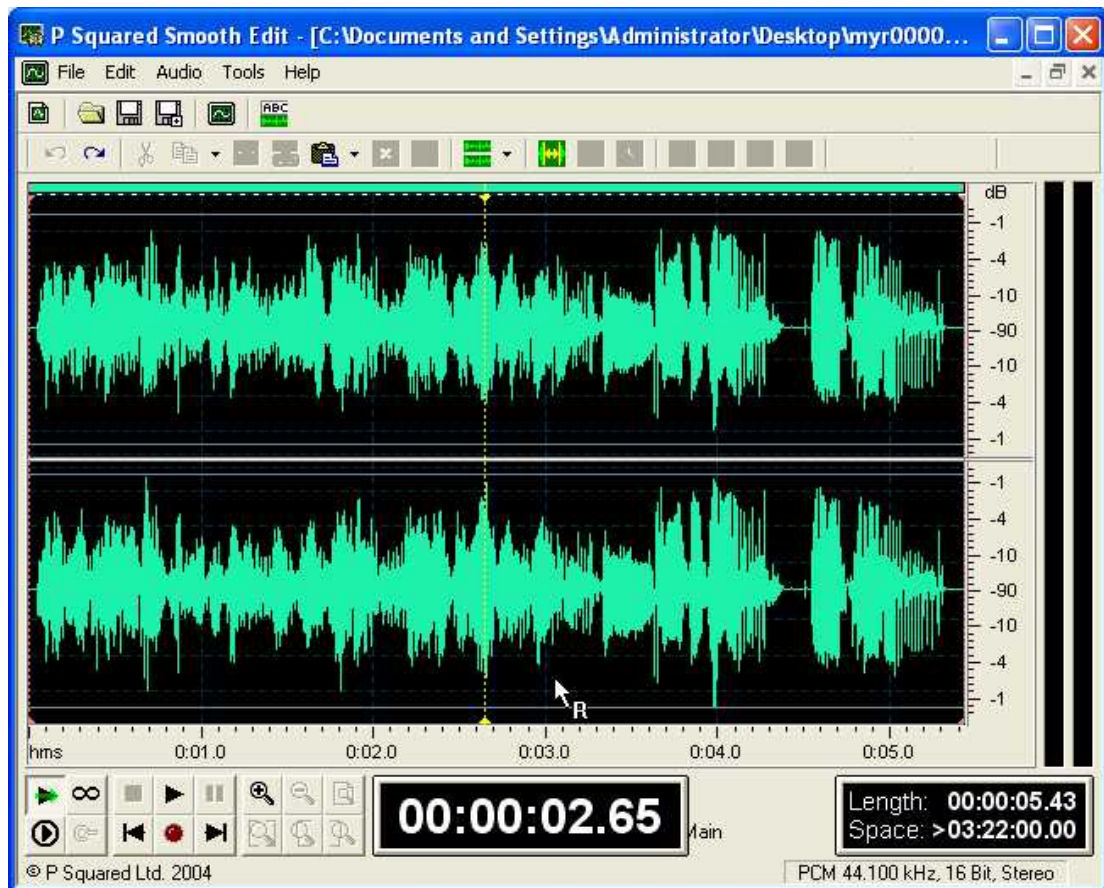 P Squared Smooth Edit - [C:\Documents and Settings\Administrator\Desktop\myr0000...
File Edit Audio Tools Help
ABC
dB
-1
-4
-10
-90
-10
-4
-1
-1
-4
-10
-90
-10
-4
-1
R
hms 0:01.0 0:02.0 0:03.0 0:04.0 0:05.0
00:00:02.65
Main
Length: 00:00:05.43
Space: >03:22:00.00
© P Squared Ltd. 2004
PCM 44.100 kHz, 16 Bit, Stereo